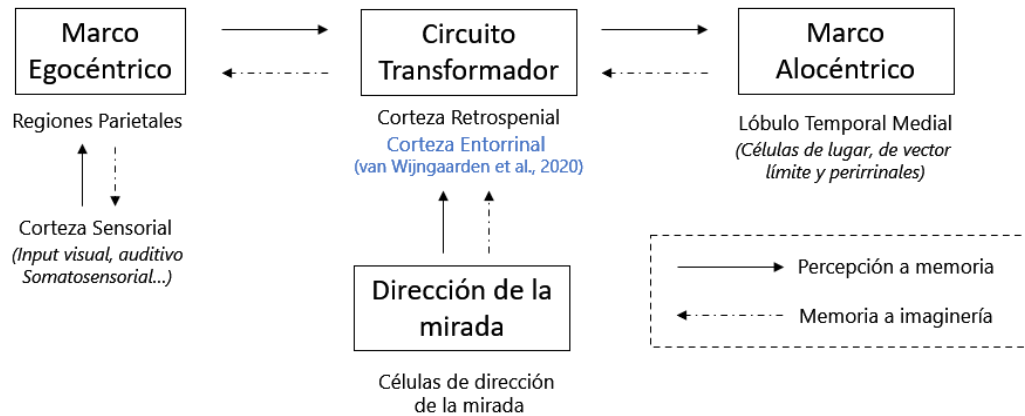 Marco
Egocéntrico
Circuito
Transformador
Marco
Alocéntrico
Regiones Parietales
Corteza Retrospenial
Corteza Entorrinal
(van Wijngaarden et al., 2020)
Lóbulo Temporal Medial
(Células de lugar, de vector
límite y perirrinales)
Corteza Sensorial
(Input visual, auditivo
Somatosensorial...)
Dirección de la
mirada
Células de dirección
de la mirada
Percepción a memoria
Memoria a imaginería